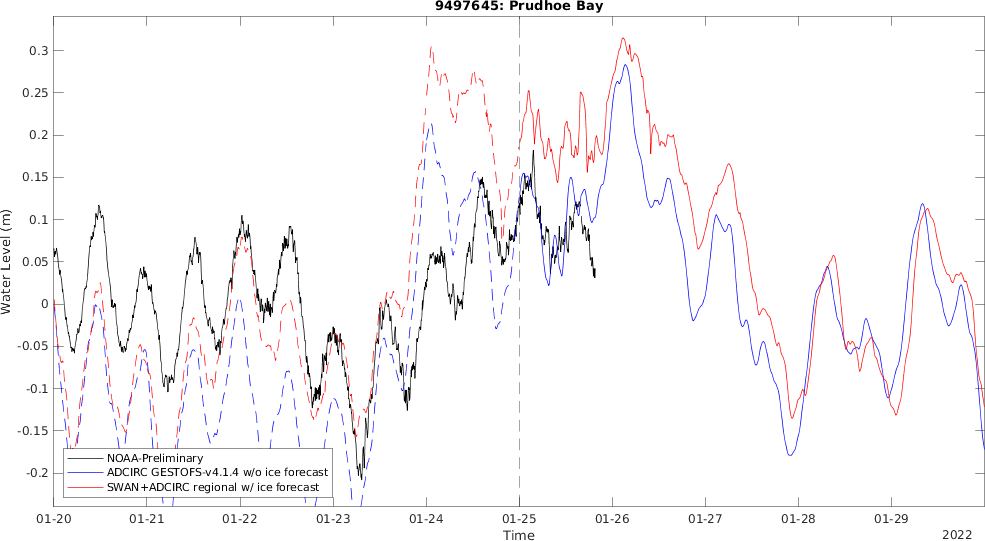 9497645: Prudhoe Bay
0.3
0.25
0.2
0.15
0.1
0.05
0
-0.05
-0.1
-0.15
-0.2
Water Level (m)
NOAA-Preliminary
ADCIRC GESTOFS-v4.1.4 w/o ice forecast
SWAN+ADCIRC regional w/ ice forecast
01-20 01-21 01-22 01-23 01-24 01-25 01-26 01-27 01-28 01-29
Time
2022